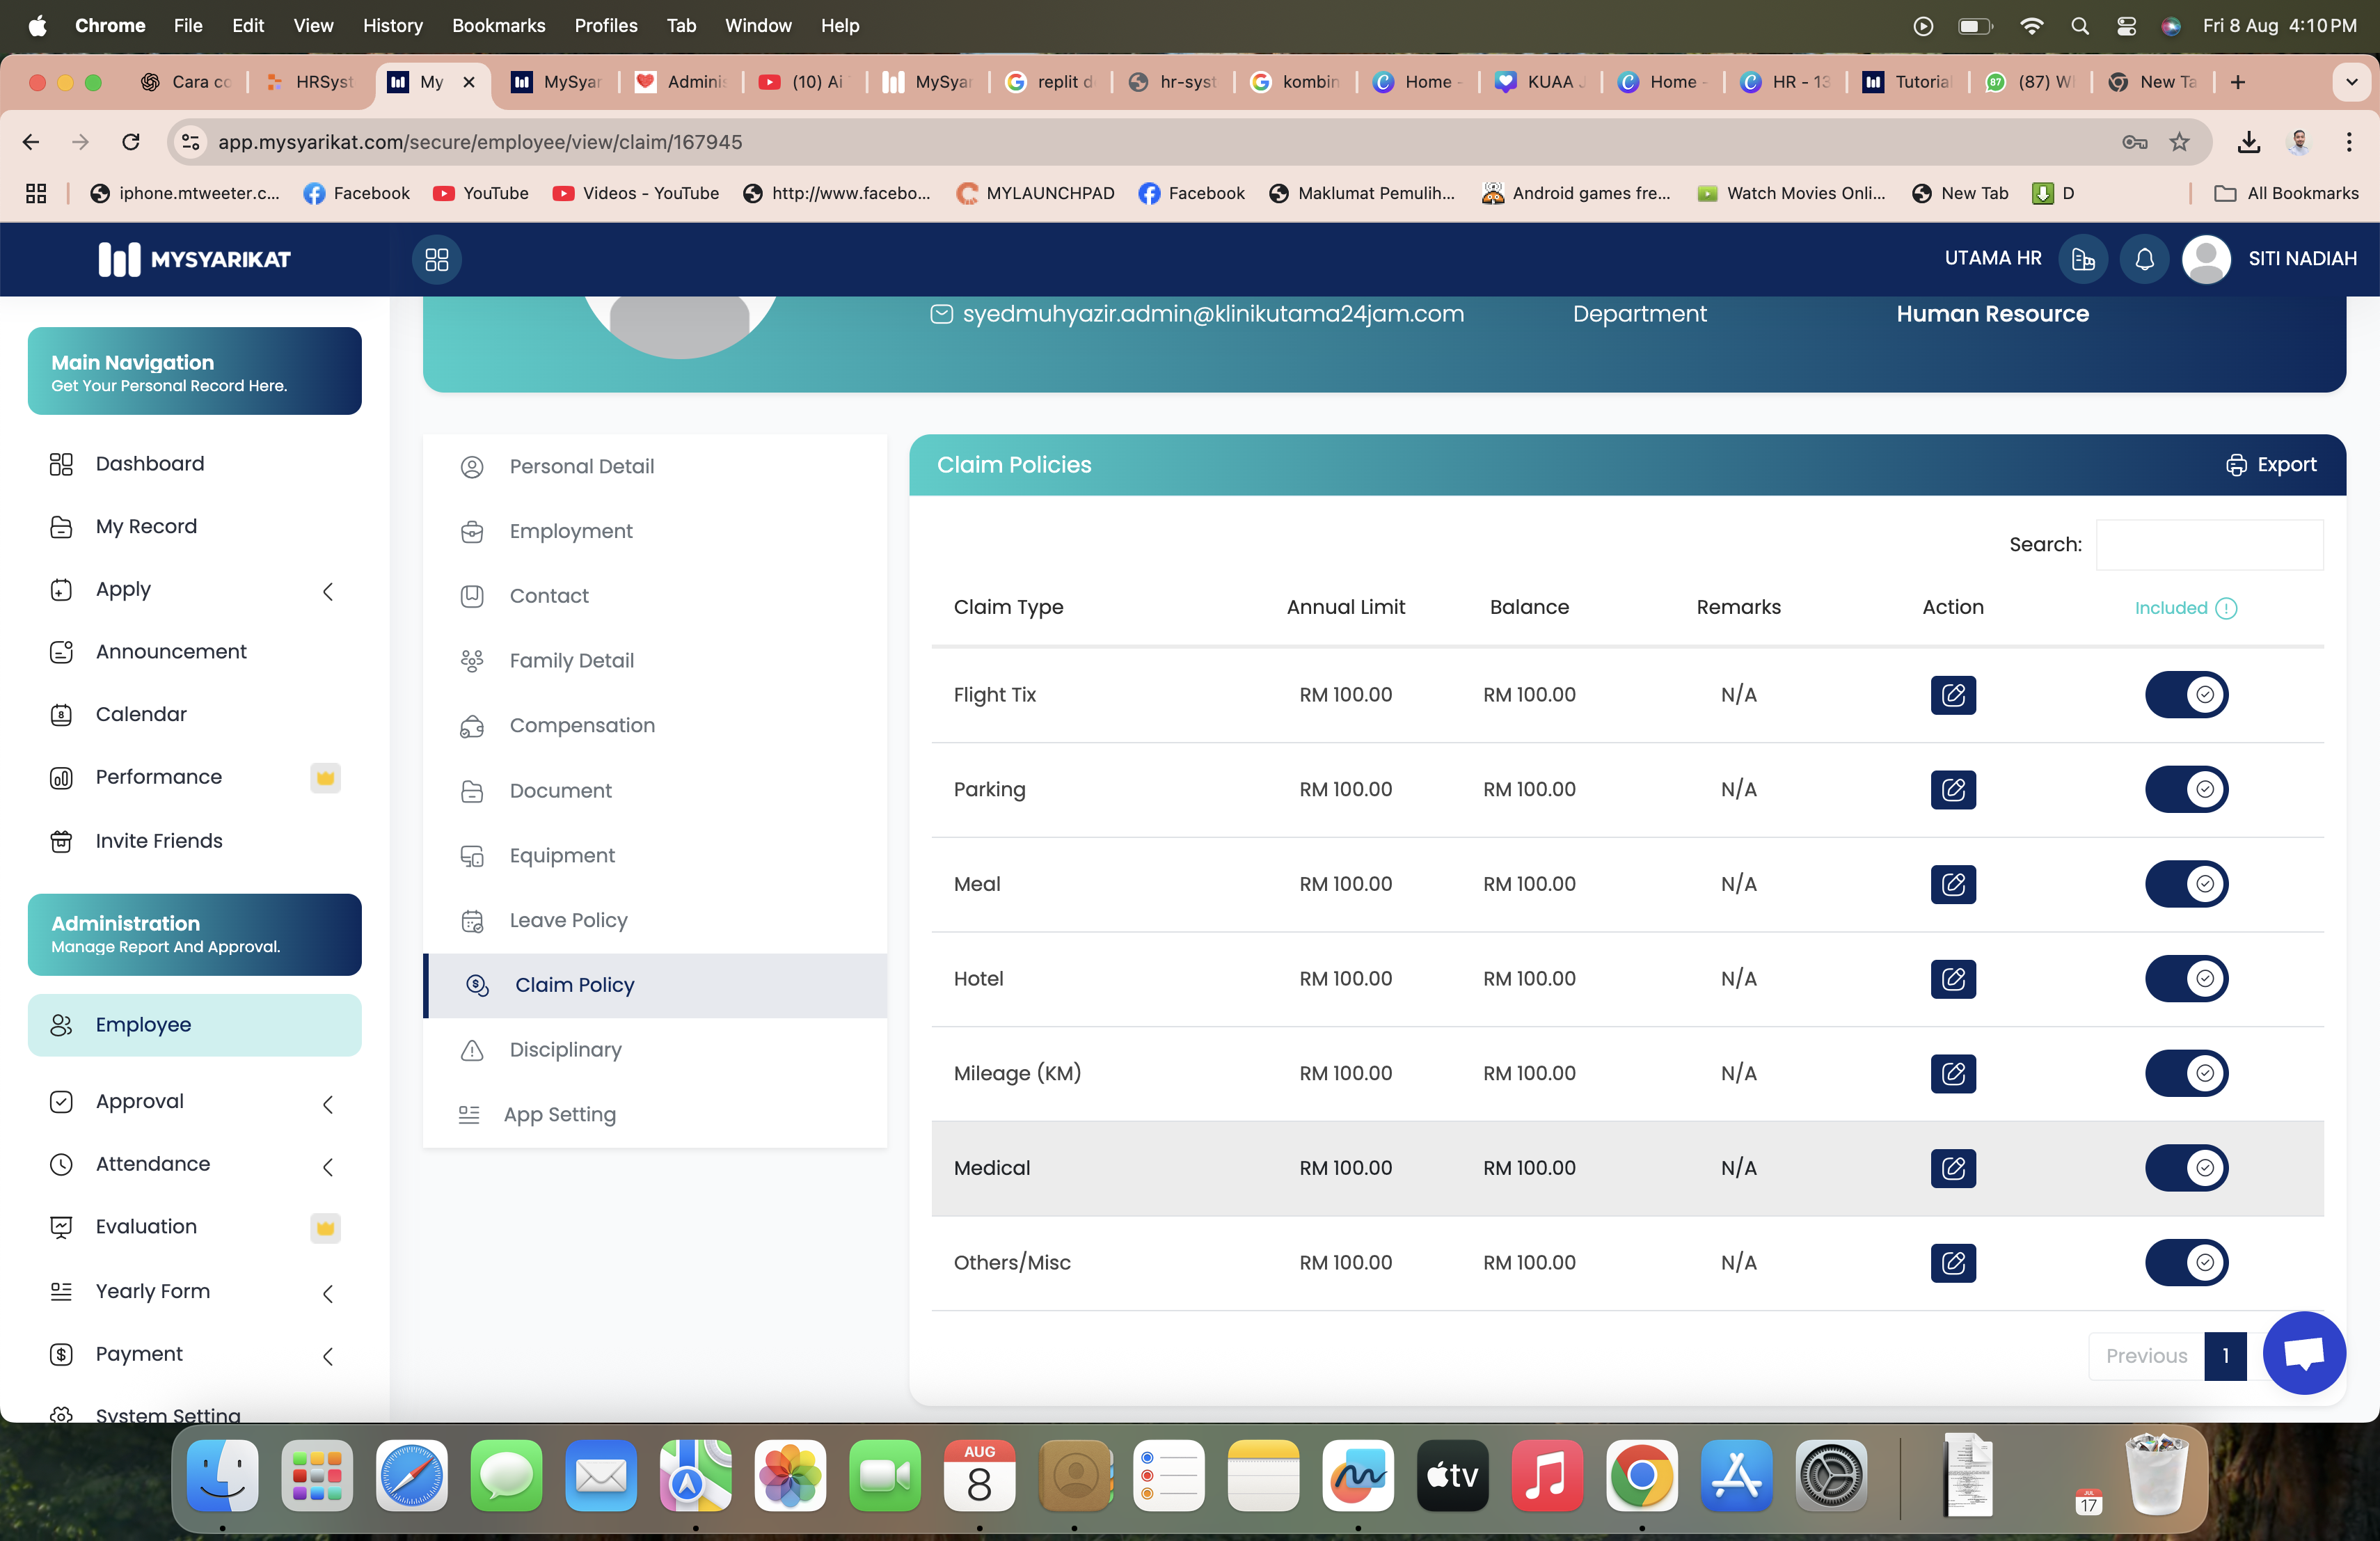 Chrome File Edit View History Bookmarks Profiles Tab Window Help Fri 8 Aug 4:10 PM
Cara co HRSyst My MySyar Adminis (10) Ai MySyar replit d hr-syst kombin Home - KUAA J Home - HR - 13 Tutoria 87 (87) W New Ta
app.mysyarikat.com/secure/employee/view/claim/167945
iphone.mtweeter.c... Facebook YouTube Videos - YouTube http://www.facebo... MYLAUNCHPAD Facebook Maklumat Pemulih... Android games fre... Watch Movies Onli... New Tab D All Bookmarks
MYSYARIKAT UTAMA HR SITI NADIAH
syedmuhyazir.admin@klinikutama24jam.com Department Human Resource
Main Navigation
Get Your Personal Record Here.
Dashboard
My Record
Apply
Announcement
Calendar
Performance
Invite Friends
Administration
Manage Report And Approval.
Employee
Approval
Attendance
Evaluation
Yearly Form
Payment
System Setting
Personal Detail
Employment
Contact
Family Detail
Compensation
Document
Equipment
Leave Policy
Claim Policy
Disciplinary
App Setting
Claim Policies Export
Search:
Claim Type Annual Limit Balance Remarks Action Included
Flight Tix RM 100.00 RM 100.00 N/A
Parking RM 100.00 RM 100.00 N/A
Meal RM 100.00 RM 100.00 N/A
Hotel RM 100.00 RM 100.00 N/A
Mileage (KM) RM 100.00 RM 100.00 N/A
Medical RM 100.00 RM 100.00 N/A
Others/Misc RM 100.00 RM 100.00 N/A
Previous 1
AUG
8
tv
JUL
17